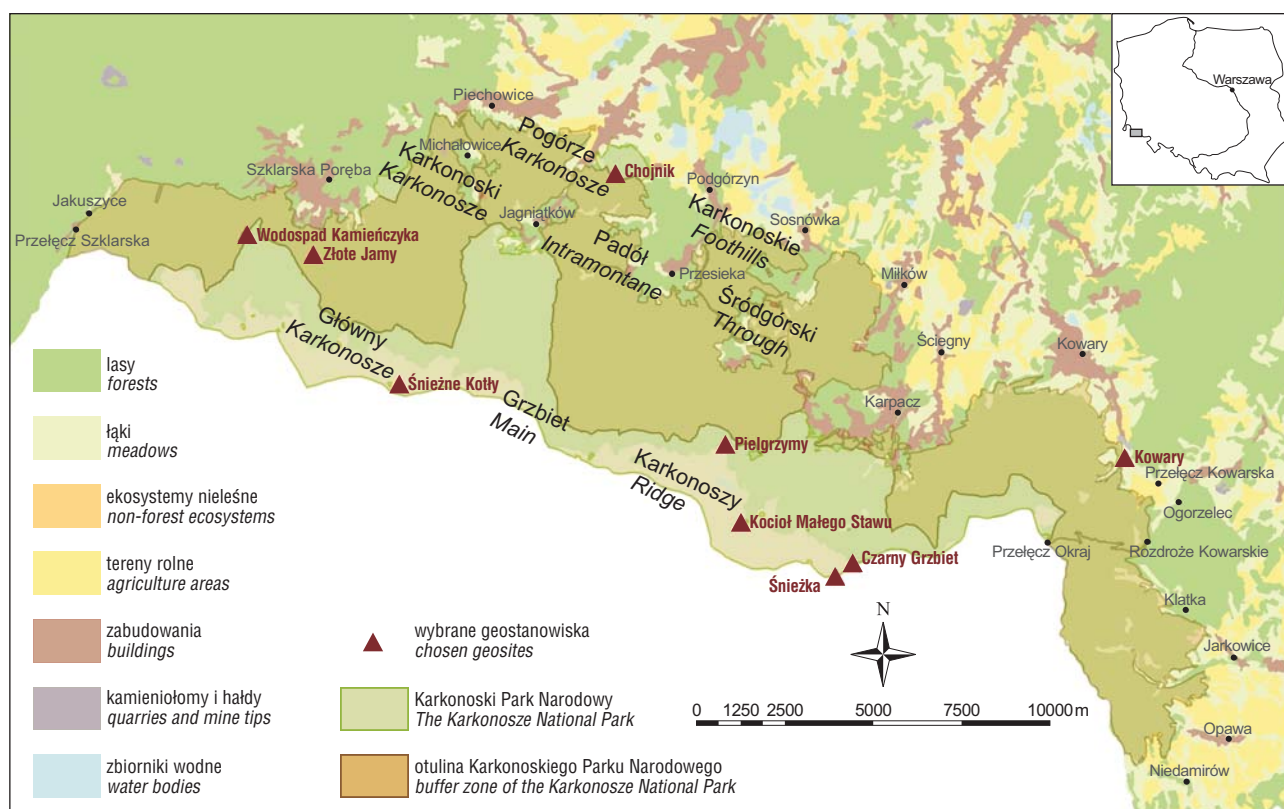 Warszawa
Piechowice
Pogórze
Karkonosze
Michałowice
Karkonoski
Karkonosze
Chojnik
Szklarska Poręba
Podgórzyn
Jakuszyce
Jagniątków
Karkonoskie
Foothills
Sosnówka
Przełęcz Szklarska
Wodospad Kamieńczyka
Złote Jamy
Padół
Intramontane
Przesieka
Miłków
Śródgórski
Through
Główny
Karkonosze
Ściegny
Kowary
Śnieżne Kotły
Grzbiet
Main
Karpacz
Pielgrzymy
Kowary
Karkonoszy
Ridge
Przełęcz Kowarska
Ogorzelec
Kocioł Małego Stawu
Przełęcz Okraj
Rozdroże Kowarskie
Czarny Grzbiet
Śnieżka
Klatka
Jarkowice
Opawa
Niedamirów
lasy
forests
łąki
meadows
ekosystemy nieleśne
non-forest ecosystems
tereny rolne
agriculture areas
zabudowania
buildings
kamieniołomy i hałdy
quarries and mine tips
zbiorniki wodne
water bodies
wybrane geostanowiska
chosen geosites
Karkonoski Park Narodowy
The Karkonosze National Park
otulina Karkonoskiego Parku Narodowego
buffer zone of the Karkonosze National Park
N
0 1250 2500 5000 7500 10000 m